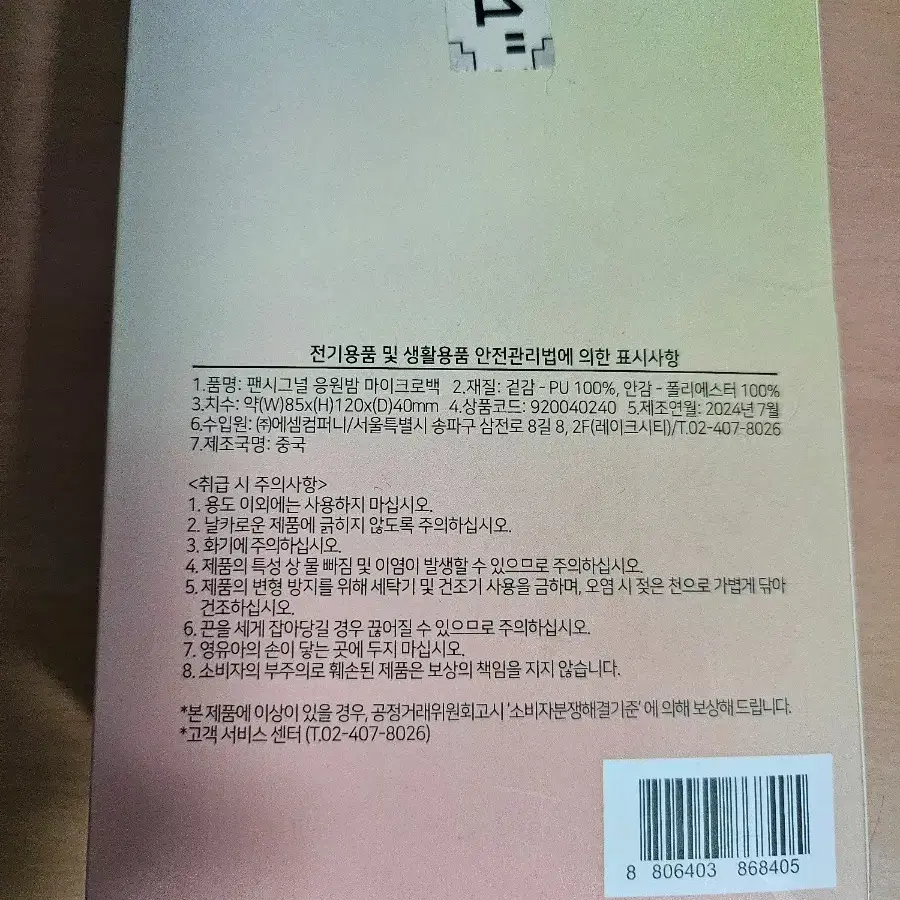 1"
전기용품 및 생활용품 안전관리법에 의한 표시사항
1.품명: 팬시그널 응원밤 마이크로백 2.재질: 겉감 - PU 100%, 안감 - 폴리에스터 100%
3.치수: 약(W)85x(H)120x(D)40mm 4.상품코드: 920040240 5.제조연월: 2024년 7월
6.수입원: ㈜에셈컴퍼니/서울특별시 송파구 삼전로 8길 8, 2F(레이크시티)/T.02-407-8026
7.제조국명: 중국
<취급 시 주의사항>
1. 용도 이외에는 사용하지 마십시오.
2. 날카로운 제품에 긁히지 않도록 주의하십시오.
3. 화기에 주의하십시오.
4. 제품의 특성 상 물 빠짐 및 이염이 발생할 수 있으므로 주의하십시오.
5. 제품의 변형 방지를 위해 세탁기 및 건조기 사용을 금하며, 오염 시 젖은 천으로 가볍게 닦아
건조하십시오.
6. 끈을 세게 잡아당길 경우 끊어질 수 있으므로 주의하십시오.
7. 영유아의 손이 닿는 곳에 두지 마십시오.
8. 소비자의 부주의로 훼손된 제품은 보상의 책임을 지지 않습니다.
*본 제품에 이상이 있을 경우, 공정거래위원회고시 '소비자분쟁해결기준' 에 의해 보상해 드립니다.
*고객 서비스 센터 (T.02-407-8026)
8 806403 868405